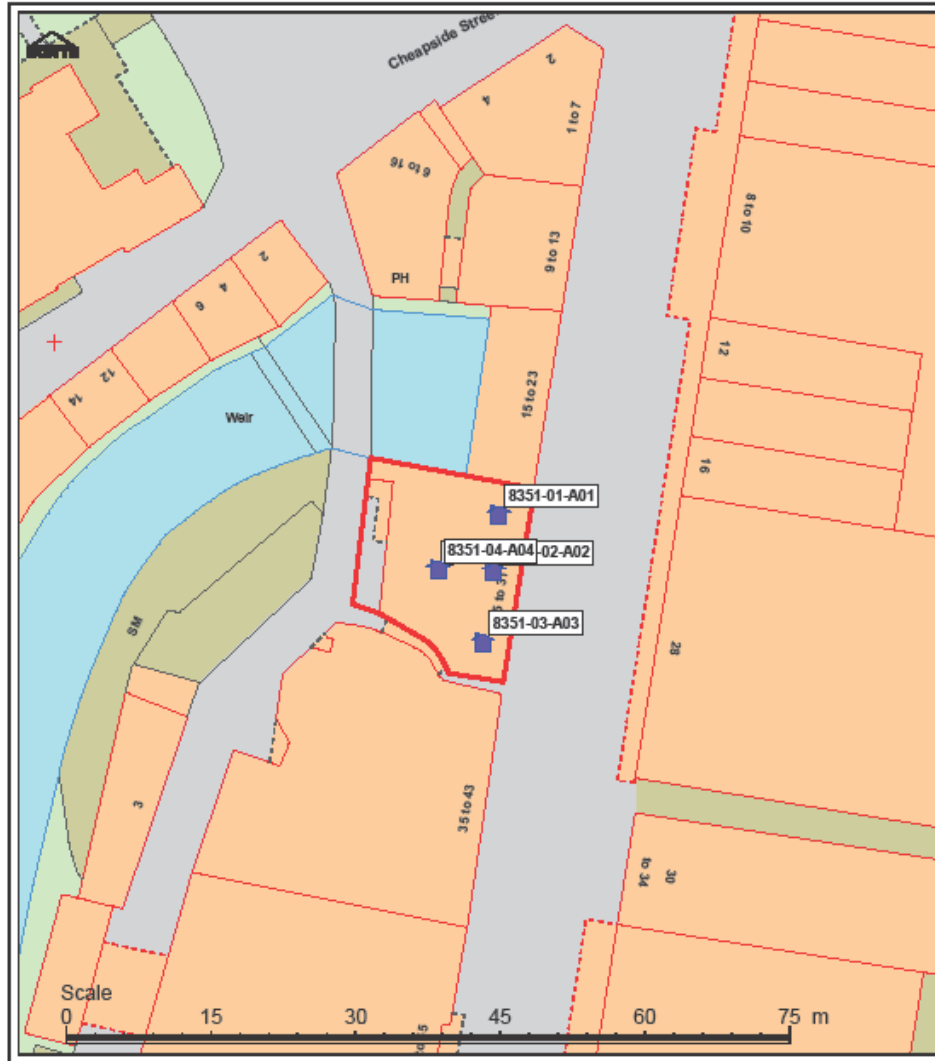 Cheapside Street
2
4
1 to 7
6 to 16
8 to 10
9 to 13
PH
2
4
6
12
12
14
15 to 23
Weir
16
8351-01-A01
8351-04-A04
-02-A02
8351-03-A03
SM
28
3
35 to 43
30
to 34
Scale
0 15 30 45 60 75 m